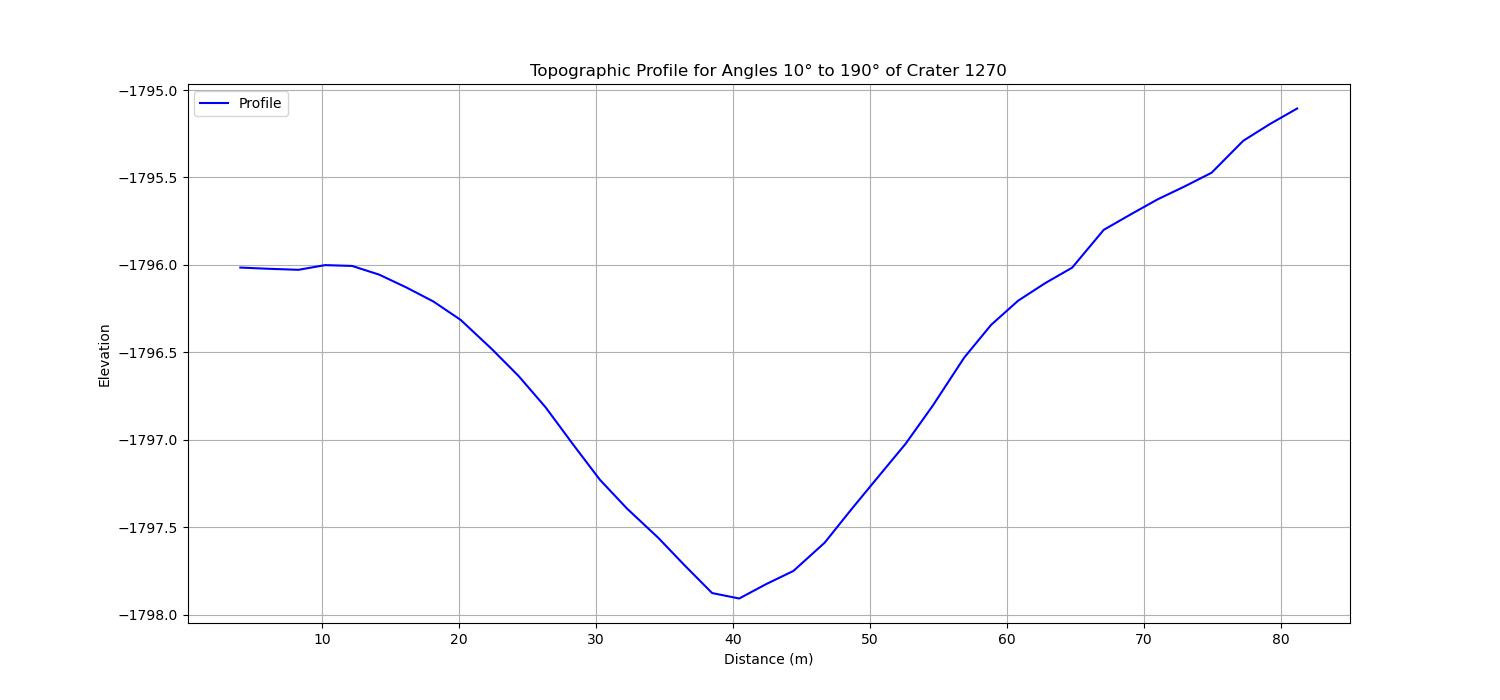 Topographic Profile for Angles 10° to 190° of Crater 1270
Profile
Elevation
−1795.0
−1795.5
−1796.0
−1796.5
−1797.0
−1797.5
−1798.0
10 20 30 40 50 60 70 80
Distance (m)